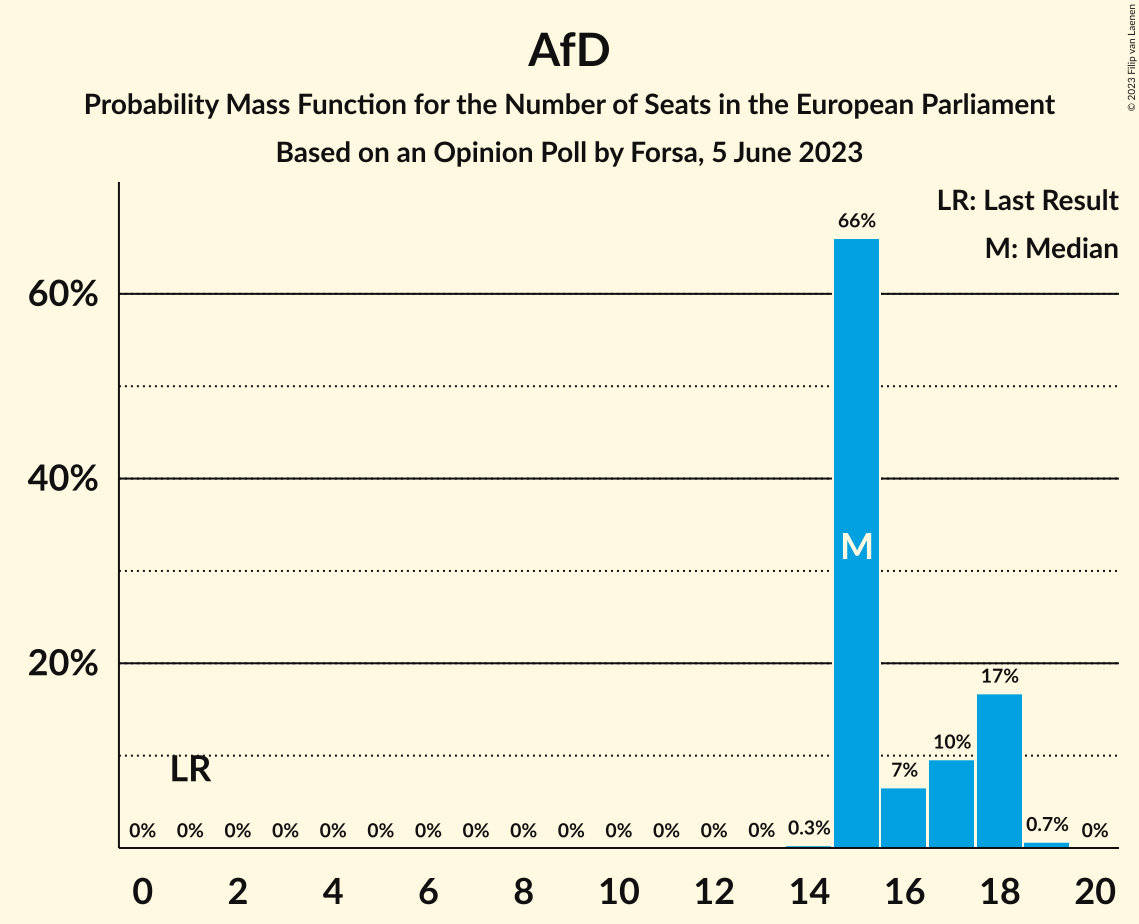 AfD
Probability Mass Function for the Number of Seats in the European Parliament
Based on an Opinion Poll by Forsa, 5 June 2023
© 2023 Filip van Laenen
LR: Last Result
M: Median
66%
60%
40%
M
20%
17%
10%
7%
LR
0% 0% 0% 0% 0% 0% 0% 0% 0% 0% 0% 0% 0% 0% 0.3% 0.7% 0%
0 2 4 6 8 10 12 14 16 18 20